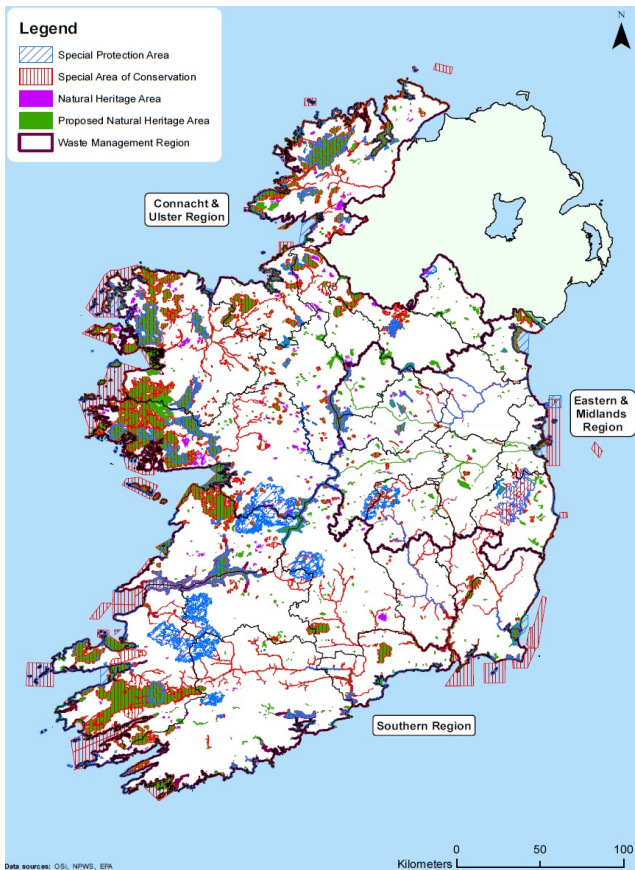 Legend
Special Protection Area
Special Area of Conservation
Natural Heritage Area
Proposed Natural Heritage Area
Waste Management Region
N
Connacht &
Ulster Region
Eastern &
Midlands
Region
Southern Region
0 50 100
Kilometers
Data sources: OSi, NPWS, EPA